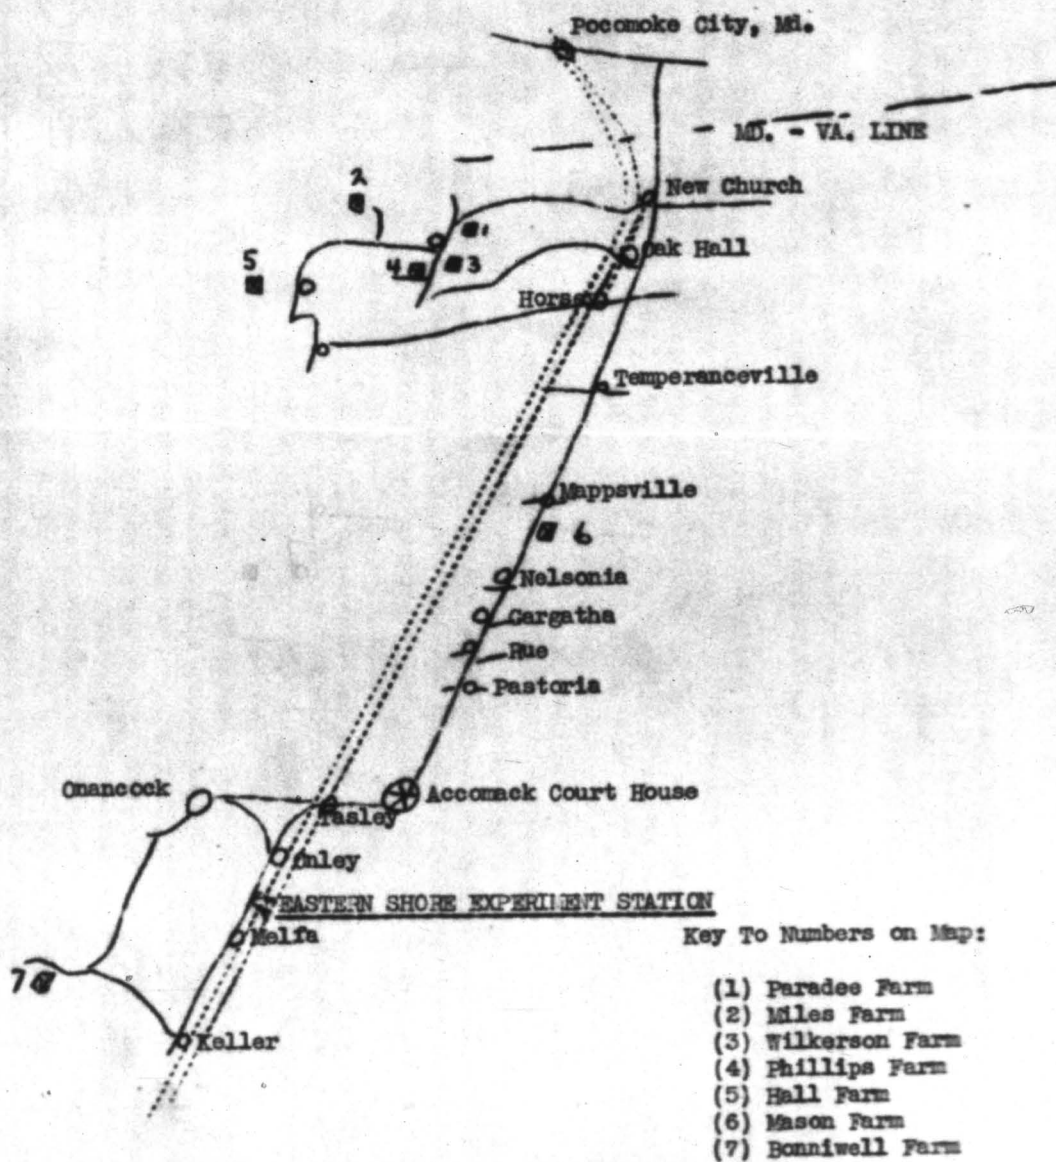 Pocomoke City, Md.
MD. - VA. LINE
2
New Church
1
5
4
3
Oak Hall
Temperanceville
Mappsville
6
Nelsonia
Gargatha
Rue
Pastoria
Onancock
Accomack Court House
Tasley
EASTERN SHORE EXPERIMENT STATION
Melfa
Key To Numbers on Map:
7
(1) Paradee Farm
(2) Miles Farm
Keller
(3) Wilkerson Farm
(4) Phillips Farm
(5) Hall Farm
(6) Mason Farm
(7) Bonniwell Farm